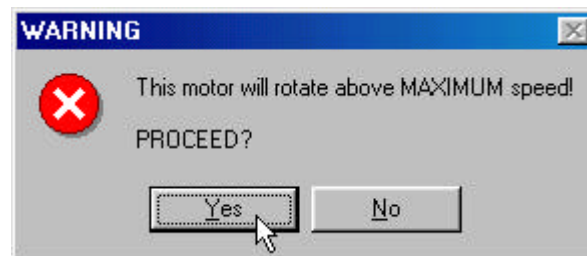 WARNING
This motor will rotate above MAXIMUM speed!
PROCEED?
Yes No